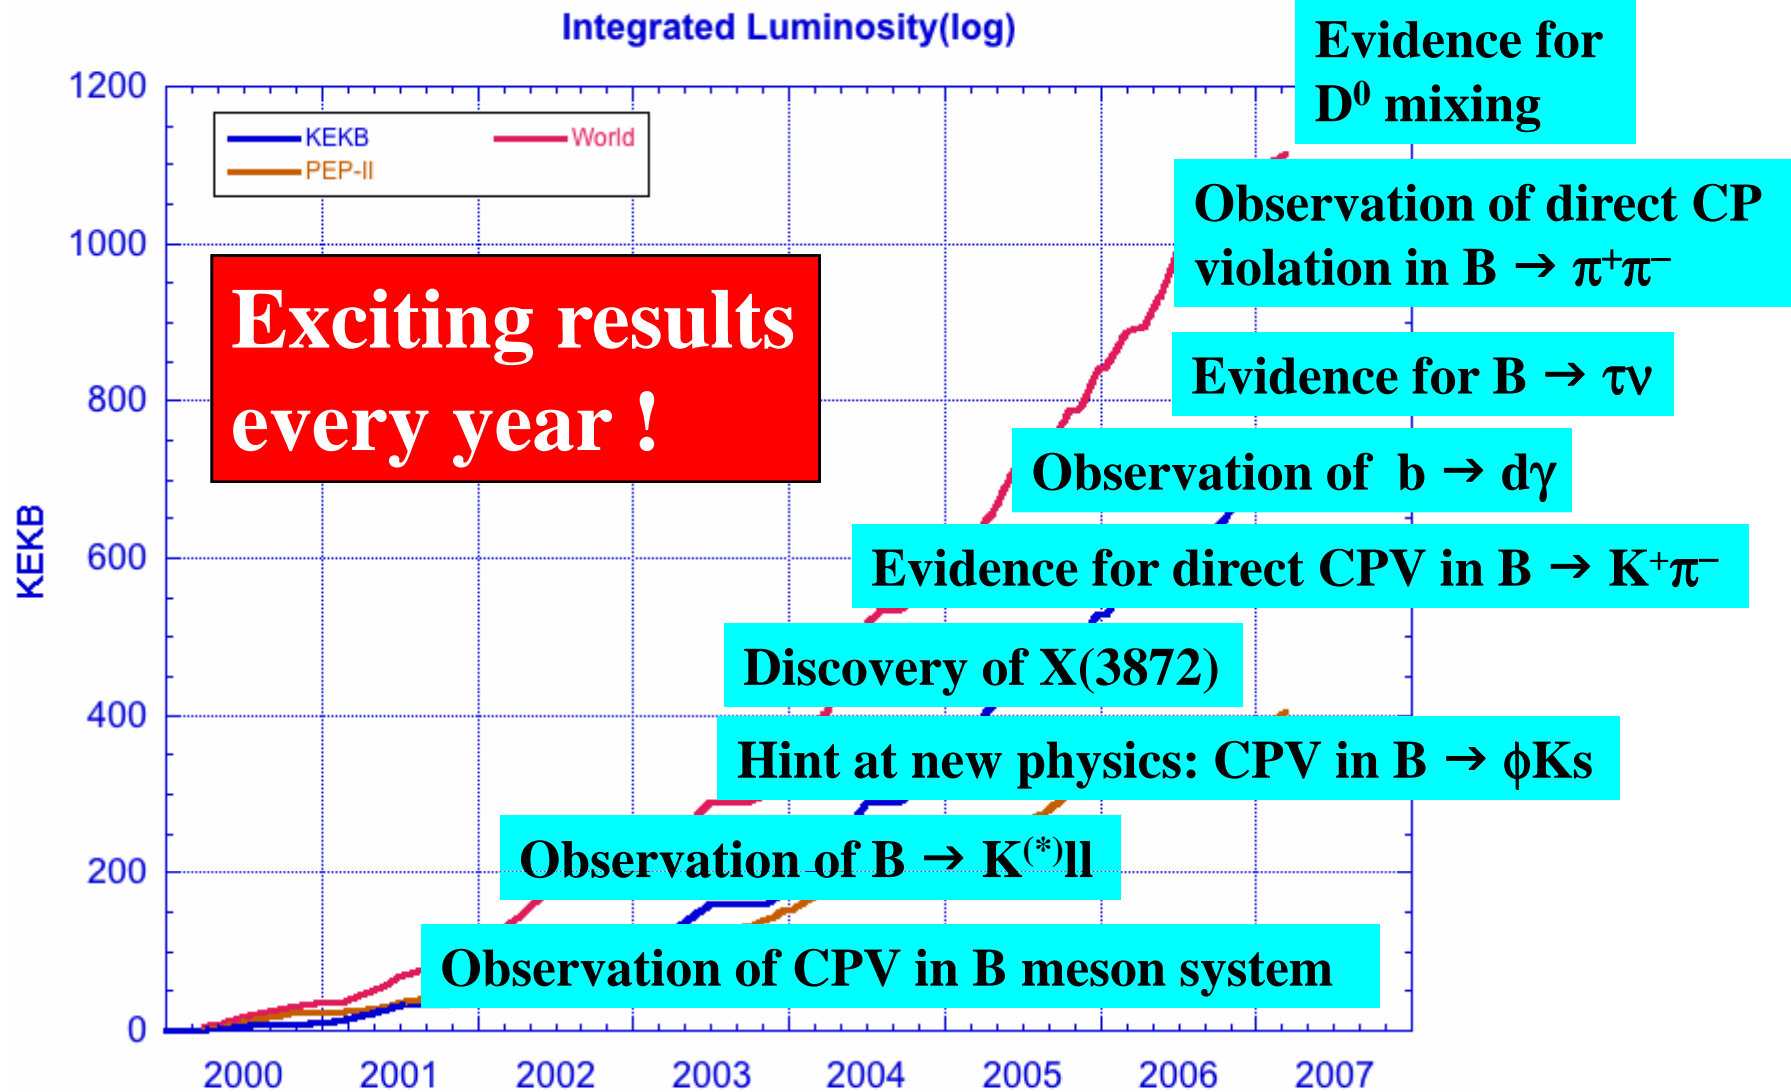 Integrated Luminosity(log)
Evidence for
D⁰ mixing
1200
KEKB
World
PEP-II
Observation of direct CP
violation in B → π⁺π⁻
1000
Exciting results
every year !
Evidence for B → τν
800
Observation of b → dγ
KEKB
600
Evidence for direct CPV in B → K⁺π⁻
Discovery of X(3872)
400
Hint at new physics: CPV in B → ϕKs
200
Observation of B → K⁽*⁾ll
Observation of CPV in B meson system
0
2000 2001 2002 2003 2004 2005 2006 2007